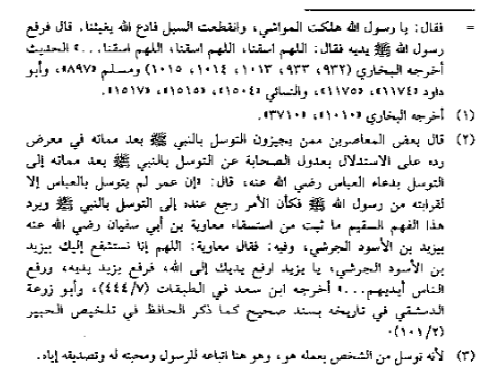 = فقال: يا رسول الله هلكت المواشي، وانقطعت السبل فادع الله يغيثنا. قال فرفع
رسول الله ﷺ يديه فقال: اللهم اسقنا، اللهم اسقنا؛ اللهم اسقنا...» الحديث
أخرجه البخاري (٩٣٢، ٩٣٣، ١٠١٣، ١٠١٤، ١٠١٥) ومسلم «٨٩٧»، وأبو
داود «١١٧٤»، «١١٧٥»، والنسائي «١٥٠٤»، «١٥١٥»، «١٥١٧».
(١) أخرجه البخاري «١٠١٠»، «٣٧١٠».
(٢) قال بعض المعاصرين ممن يجيزون التوسل بالنبي ﷺ بعد مماته في معرض
رده على الاستدلال بعدول الصحابة عن التوسل بالنبي ﷺ بعد مماته إلى
التوسل بدعاء العباس رضي الله عنه، قال: «إن عمر لم يتوسل بالعباس إلا
لقرابته من رسول الله ﷺ فكأن الأمر رجع عنده إلى التوسل بالنبي ﷺ ويرد
هذا الفهم السقيم ما ثبت من استسقاء معاوية بن أبي سفيان رضي الله عنه
بيزيد بن الأسود الجرشي، وفيه: فقال معاوية: اللهم إنا نستشفع إليك بيزيد
بن الأسود الجرشي؛ يا يزيد ارفع يديك إلى الله، فرفع يزيد يديه، ورفع
الناس أيديهم...» أخرجه ابن سعد في الطبقات (٤٤٤/٧)، وأبو زرعة
الدمشقي في تاريخه بسند صحيح كما ذكر الحافظ في تلخيص الحبير
(١٠١/٢)٠
(٣) لأنه توسل من الشخص بعمله هو، وهو هنا اتباعه للرسول ومحبته له وتصديقه إياه.